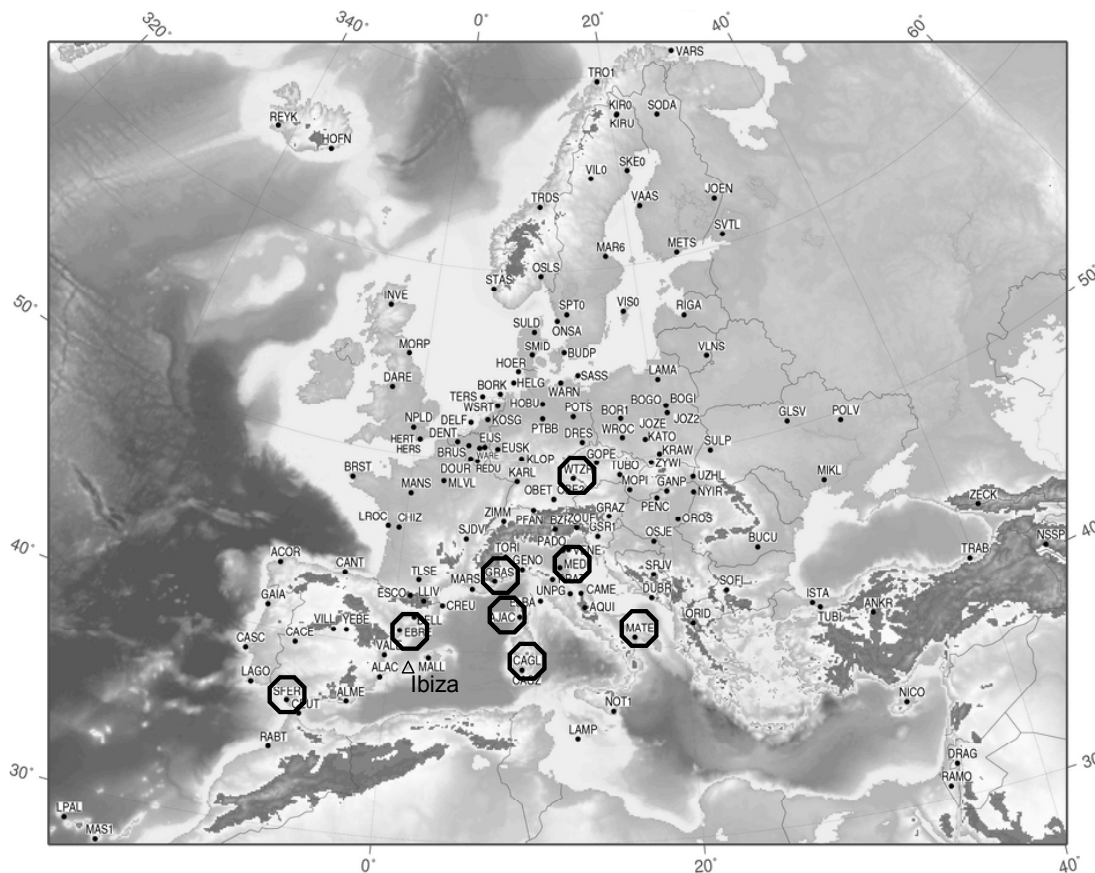 320° 340° 0° 20° 40° 60°
VARS
TRO1
KIR0 SODA
KIRU
REYK
HOFN
SKE0
VIL0
JOEN
TRDS VAAS
SVTL
METS
MAR6
OSLS
STAS
50°
50°
INVE
VIS0 RIGA
SPT0
SULD
ONSA
MORP
SMID
BUDP
VLNS
HOER
DARE
SASS
LAMA
HELG
BORK
WARN
TERS
HOBU
WSRT
BOGO BOGI
POTS
BOR1
GLSV POLV
NPLD
DELF KOSG
JOZ2
PTBB
JOZE
WROC
DENT
DRES
KATO
HERT
HERS
EIJS
EUSK
SULP
BRUS
WARE
KRAW
GOPE
KLOP
ZYWI
TUBO
DOUR REDU
BRST
WTZR
MIKL
KARL
UZHL
MOPI
MANS MLVL
GANP
OBET
NYIR
ZECK
PENC
GRAZ
ZIMM
LROC CHIZ
PFAN BZRG
OROS
GSR1
SJDV
OSJE
BUCU
NSSP
40°
40°
PADO
TORI
ACOR
TRAB
GENO
CANT
MEDI
TLSE
GRAS
SRJV
MARS
SOFI
ESCO LLIV
UNPG CAME
DUBR
GAIA
ISTA
CREU
AQUI
ANKR
ORID
AJAC
VILL YEBE
TUBI
EBRE
MATE
CASC CACE
ALAC MALL
CAGL
LAGO
Ibiza
CAGZ
SFER
ALME
NICO
CEUT
NOT1
RABT
LAMP
DRAG
30°
30°
RAMO
LPAL
MAS1
0° 20° 40°